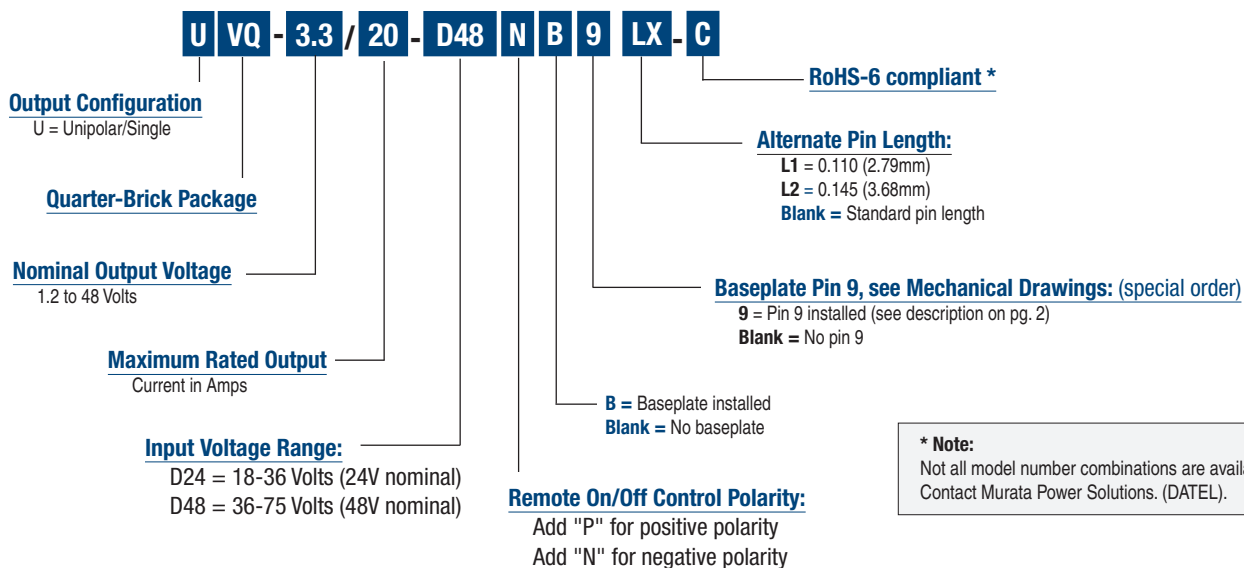 U VQ - 3.3 / 20 - D48 N B 9 LX - C
RoHS-6 compliant *
Output Configuration
U = Unipolar/Single
Alternate Pin Length:
L1 = 0.110 (2.79mm)
L2 = 0.145 (3.68mm)
Blank = Standard pin length
Quarter-Brick Package
Nominal Output Voltage
1.2 to 48 Volts
Baseplate Pin 9, see Mechanical Drawings: (special order)
9 = Pin 9 installed (see description on pg. 2)
Blank = No pin 9
Maximum Rated Output
Current in Amps
B = Baseplate installed
Blank = No baseplate
Input Voltage Range:
D24 = 18-36 Volts (24V nominal)
D48 = 36-75 Volts (48V nominal)
Remote On/Off Control Polarity:
Add "P" for positive polarity
Add "N" for negative polarity
* Note:
Not all model number combinations are
Contact Murata Power Solutions. (DATEL).